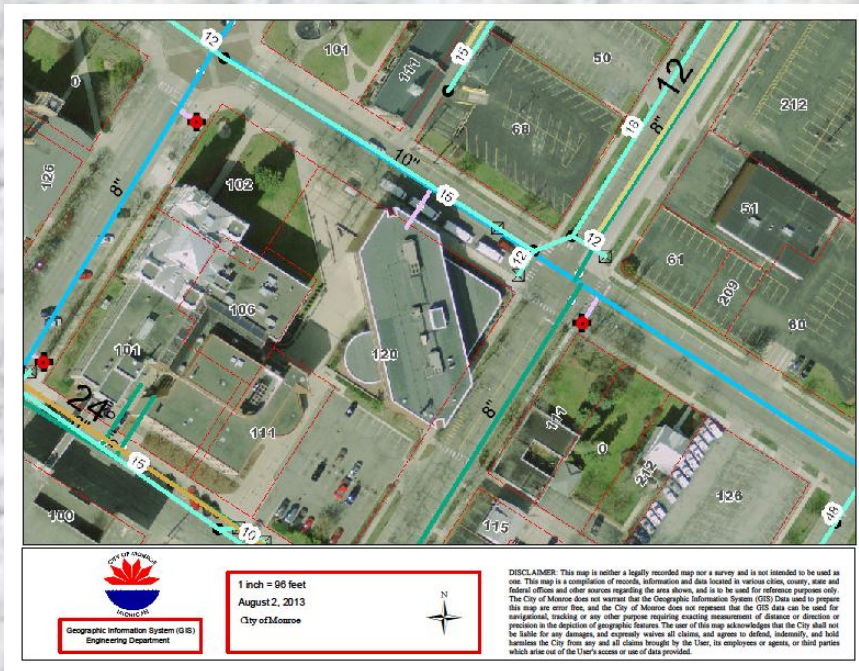 12
101
50
12
0
111
15
212
68
18
8"
10"
126
102
8"
15
51
12
12
61
209
106
60
101
120
24"
8"
111
111
0
15
212
126
100
10
115
48
CITY OF MONROE
MICHIGAN
Geographic Information System (GIS)
Engineering Department
1 inch = 96 feet
August 2, 2013
City of Monroe
N
DISCLAIMER: This map is neither a legally recorded map nor a survey and is not intended to be used as
one. This map is a compilation of records, information and data located in various cities, county, state and
federal offices and other sources regarding the area shown, and is to be used for reference purposes only.
The City of Monroe does not warrant that the Geographic Information System (GIS) Data used to prepare
this map are error free, and the City of Monroe does not represent that the GIS data can be used for
navigational, tracking or any other purpose requiring exacting measurement of distance or direction or
precision in the depiction of geographic features. The user of this map acknowledges that the City shall not
be liable for any damages, and expressly waives all claims, and agrees to defend, indemnify, and hold
harmless the City from any and all claims brought by the User, its employees or agents, or third parties
which arise out of the User's access or use of data provided.